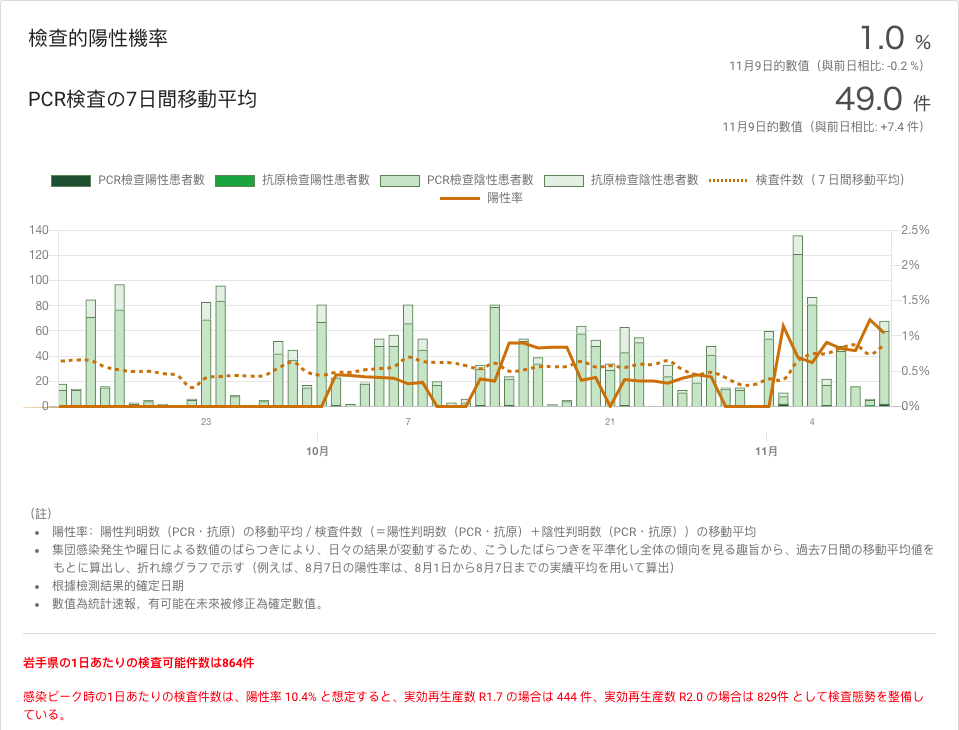 檢查的陽性機率
1.0 %
11月9日的數值（與前日相比: -0.2 %）
PCR検査の7日間移動平均
49.0 件
11月9日的數值（與前日相比: +7.4 件）
PCR檢查陽性患者數 抗原檢查陽性患者數 PCR檢查陰性患者數 抗原檢查陰性患者數 検査件数（７日間移動平均）
陽性率
140 2.5%
120 2%
100
80 1.5%
60 1%
40 0.5%
20
0 0%
23 7 21 4
10月 11月
（註）
• 陽性率：陽性判明数（PCR・抗原）の移動平均 / 検査件数（＝陽性判明数（PCR・抗原）＋陰性判明数（PCR・抗原））の移動平均
• 集団感染発生や曜日による数値のばらつきにより、日々の結果が変動するため、こうしたばらつきを平準化し全体の傾向を見る趣旨から、過去7日間の移動平均値を
もとに算出し、折れ線グラフで示す（例えば、8月7日の陽性率は、8月1日から8月7日までの実績平均を用いて算出）
• 根據檢測結果的確定日期
• 數值為統計速報，有可能在未來被修正為確定數值。
岩手県の1日あたりの検査可能件数は864件
感染ピーク時の1日あたりの検査件数は、陽性率 10.4% と想定すると、実効再生産数 R1.7 の場合は 444 件、実効再生産数 R2.0 の場合は 829件 として検査態勢を整備し
ている。